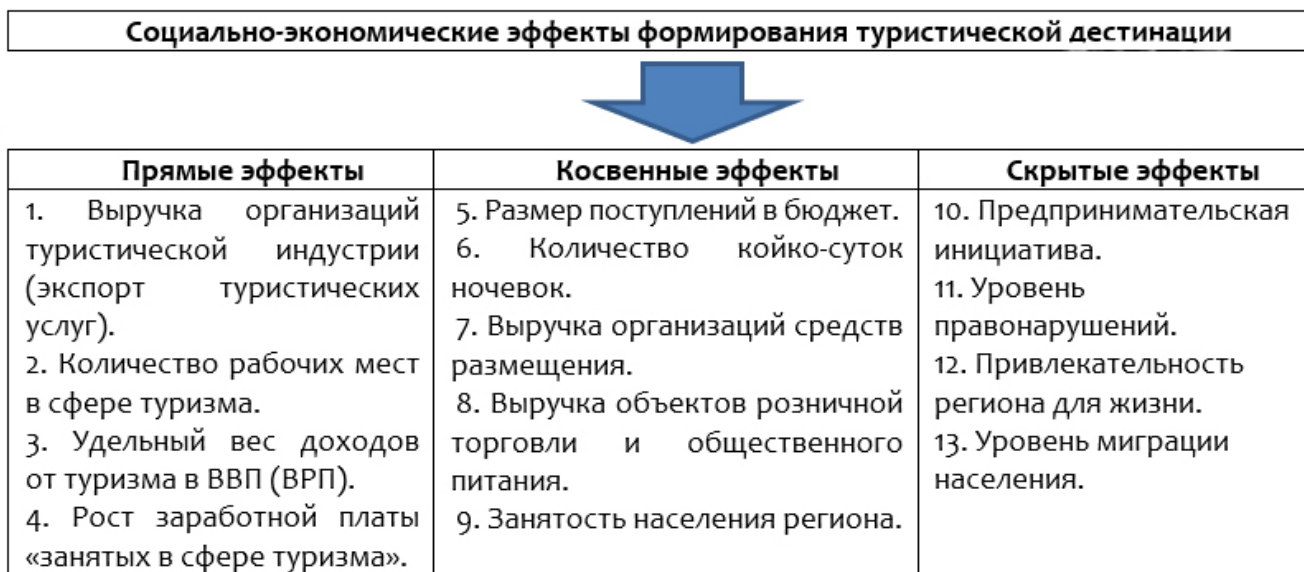 Социально-экономические эффекты формирования туристической дестинации
Прямые эффекты
1. Выручка организаций
туристической индустрии
(экспорт туристических
услуг).
2. Количество рабочих мест
в сфере туризма.
3. Удельный вес доходов
от туризма в ВВП (ВРП).
4. Рост заработной платы
«занятых в сфере туризма».
Косвенные эффекты
5. Размер поступлений в бюджет.
6. Количество койко-суток
ночевок.
7. Выручка организаций средств
размещения.
8. Выручка объектов розничной
торговли и общественного
питания.
9. Занятость населения региона.
Скрытые эффекты
10. Предпринимательская
инициатива.
11. Уровень
правонарушений.
12. Привлекательность
региона для жизни.
13. Уровень миграции
населения.